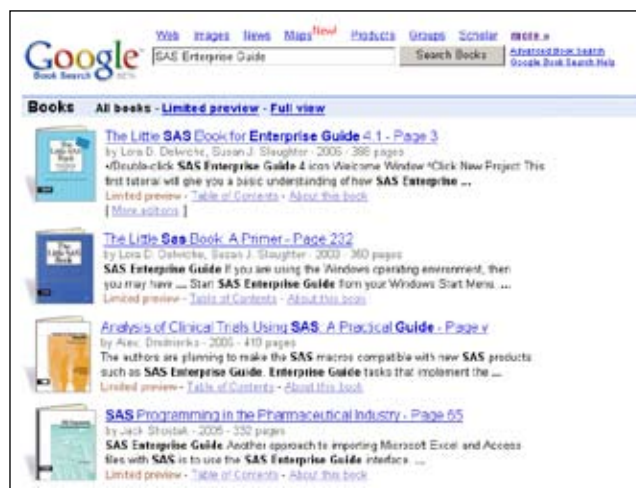 Web Images News Maps New! Products Groups Scholar more »
Google
Book Search BETA
SAS Enterprise Guide
Search Books
Advanced Book Search
Google Book Search Help
Books All books - Limited preview - Full view
The Little SAS Book for Enterprise Guide 4.1 - Page 3
by Lora D. Delwiche, Susan J. Slaughter - 2006 - 388 pages
Double-click SAS Enterprise Guide 4 icon Welcome Window *Click New Project This
first tutorial will give you a basic understanding of how SAS Enterprise ...
Limited preview - Table of Contents - About this book
[ More editions ]
The Little Sas Book: A Primer - Page 232
by Lora D. Delwiche, Susan J. Slaughter - 2003 - 360 pages
SAS Enterprise Guide If you are using the Windows operating environment, then
you may have ... Start SAS Enterprise Guide from your Windows Start Menu. ...
Limited preview - Table of Contents - About this book
Analysis of Clinical Trials Using SAS: A Practical Guide - Page v
by Alex Dmitrienko - 2005 - 410 pages
The authors are planning to make the SAS macros compatible with new SAS products
such as SAS Enterprise Guide. Enterprise Guide tasks that implement the ...
Limited preview - Table of Contents - About this book
SAS Programming in the Pharmaceutical Industry - Page 65
by Jack Shostak - 2005 - 332 pages
SAS Enterprise Guide Another approach to importing Microsoft Excel and Access
files with SAS is to use the SAS Enterprise Guide interface. ...
Limited preview - Table of Contents - About this book